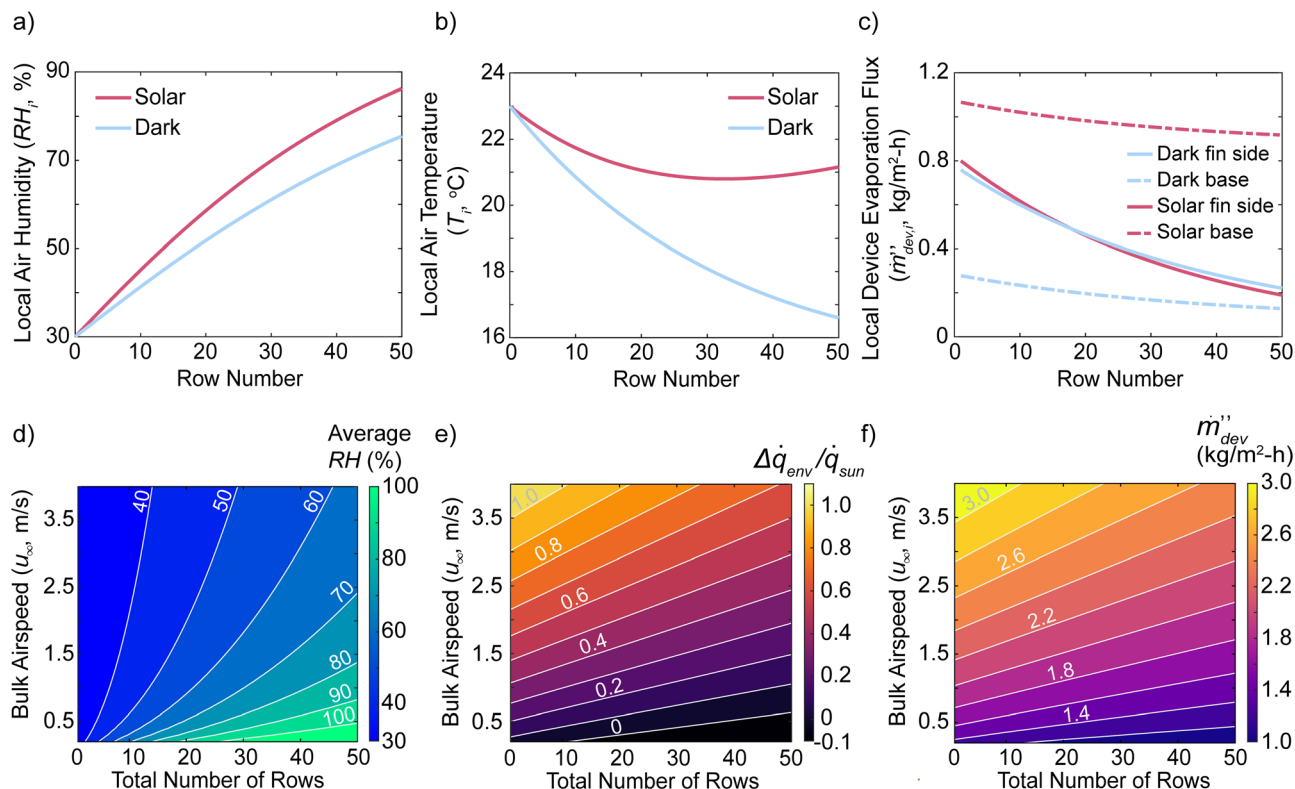 a)
Local Air Humidity (RHᵢ, %)
90
70
50
30
Solar
Dark
0 10 20 30 40 50
Row Number
b)
Local Air Temperature
(Tᵢ, °C)
24
22
20
18
16
Solar
Dark
0 10 20 30 40 50
Row Number
c)
Local Device Evaporation Flux
(ṁ''dev,i, kg/m²-h)
1.2
0.8
0.4
0
Dark fin side
Dark base
Solar fin side
Solar base
0 10 20 30 40 50
Row Number
d)
Average
RH (%)
Bulk Airspeed (u∞, m/s)
3.5
2.5
1.5
0.5
40
50
60
70
80
90
100
0 10 20 30 40 50
Total Number of Rows
100
80
60
40
30
e)
Δq̇env/q̇sun
Bulk Airspeed (u∞, m/s)
3.5
2.5
1.5
0.5
1.0
0.8
0.6
0.4
0.2
0
0 10 20 30 40 50
Total Number of Rows
1.0
0.8
0.6
0.4
0.2
0
-0.1
f)
ṁ''dev
(kg/m²-h)
Bulk Airspeed (u∞, m/s)
3.5
2.5
1.5
0.5
3.0
2.6
2.2
1.8
1.4
0 10 20 30 40 50
Total Number of Rows
3.0
2.6
2.2
1.8
1.4
1.0